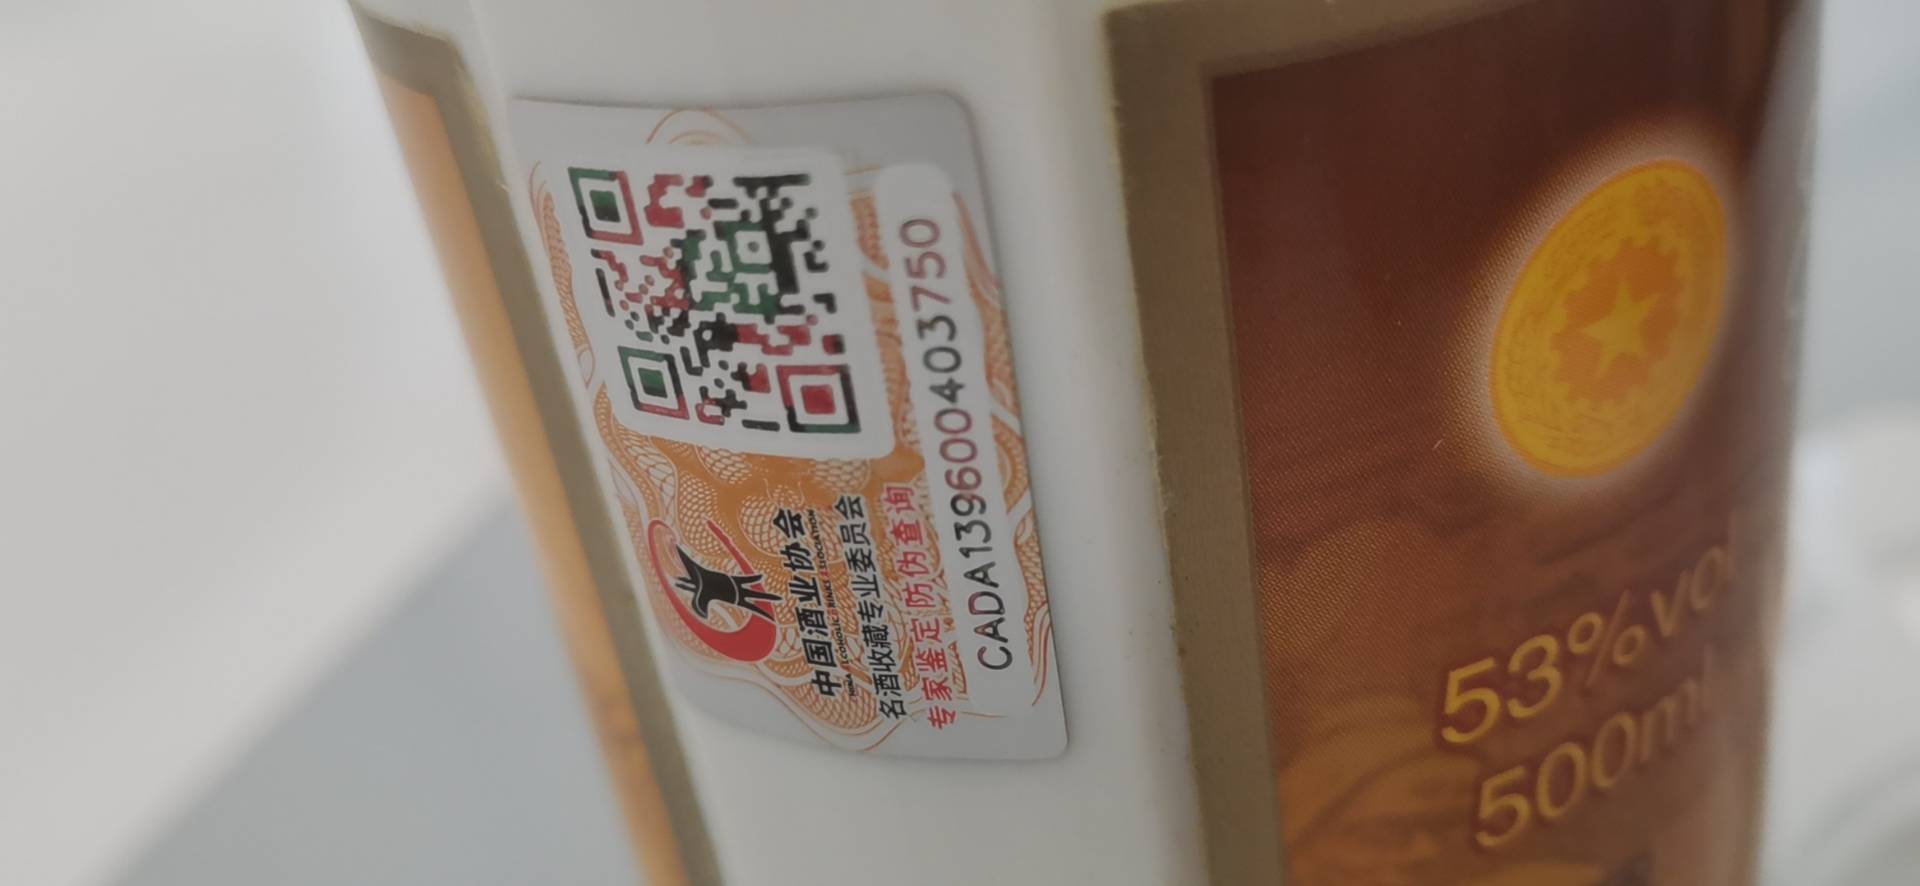 中国酒业协会
名酒收藏专业委员会
专家鉴定 防伪查询
CADA139600403750
53%vol
500ml